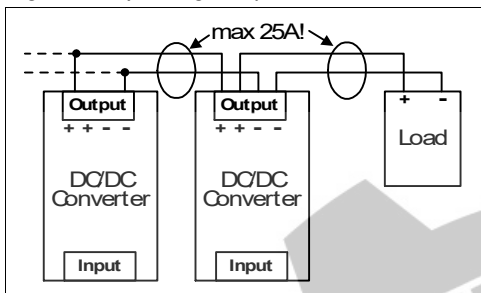 max 25A!
Output
Output
+ -
+ + - -
+ + - -
Load
DC/DC
Converter
DC/DC
Converter
Input
Input